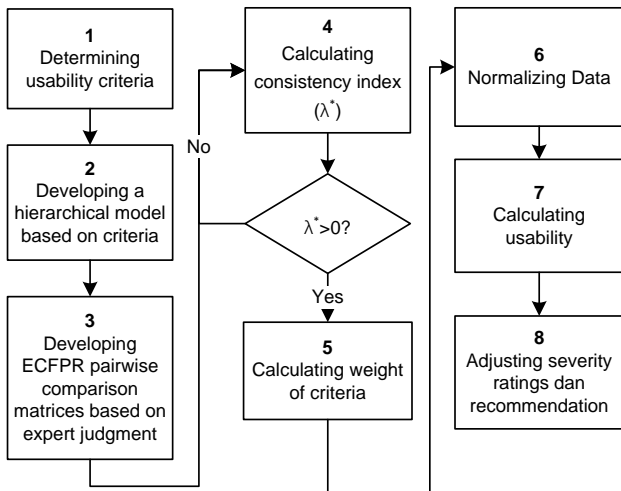 1
Determining
usability criteria
2
Developing a
hierarchical model
based on criteria
3
Developing
ECFPR pairwise
comparison
matrices based on
expert judgment
4
Calculating
consistency index
(λ*)
No
λ*>0?
Yes
5
Calculating weight
of criteria
6
Normalizing Data
7
Calculating
usability
8
Adjusting severity
ratings dan
recommendation